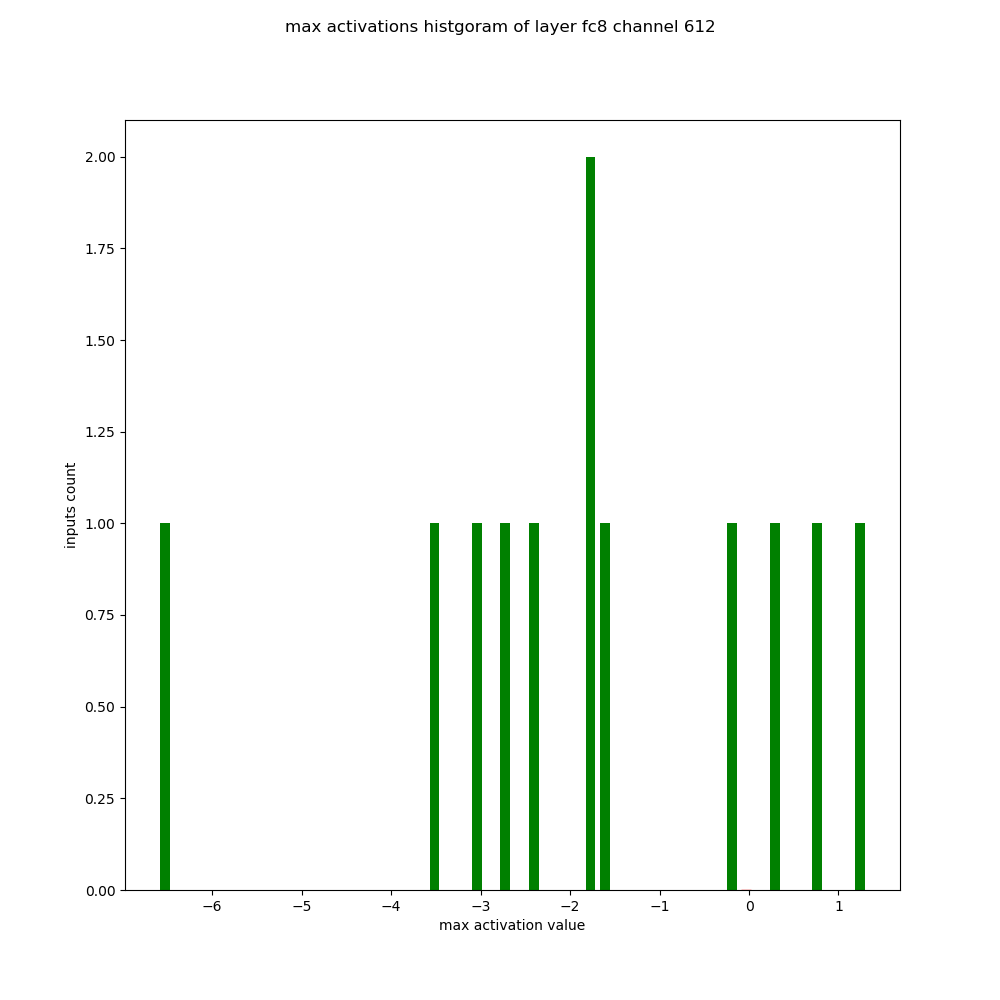 max activations histgoram of layer fc8 channel 612
2.00
1.75
1.50
1.25
1.00
0.75
0.50
0.25
0.00
inputs count
−6 −5 −4 −3 −2 −1 0 1
max activation value